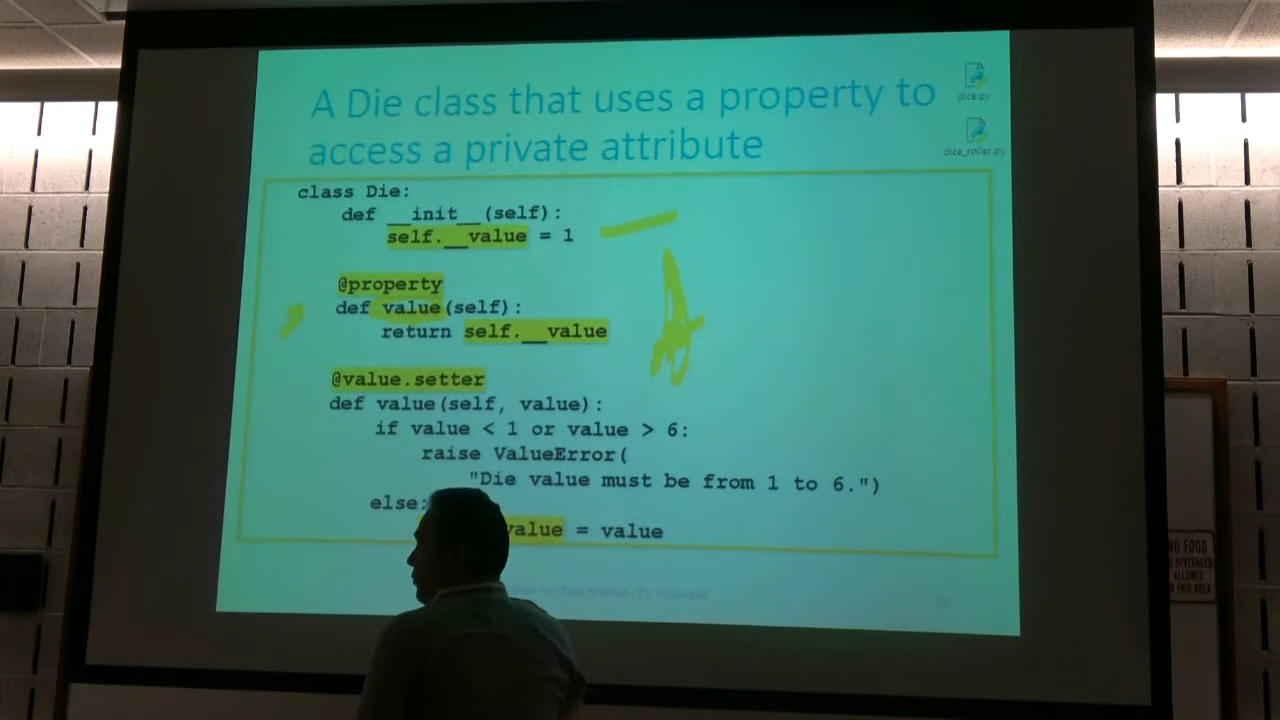 A Die class that uses a property to
access a private attribute
dice.py
dice_roller.py
class Die:
def __init__(self):
self.__value = 1
@property
def value(self):
return self.__value
@value.setter
def value(self, value):
if value < 1 or value > 6:
raise ValueError(
"Die value must be from 1 to 6.")
else:
value = value
NO FOOD
BEVERAGES
ALLOWED
THIS AREA